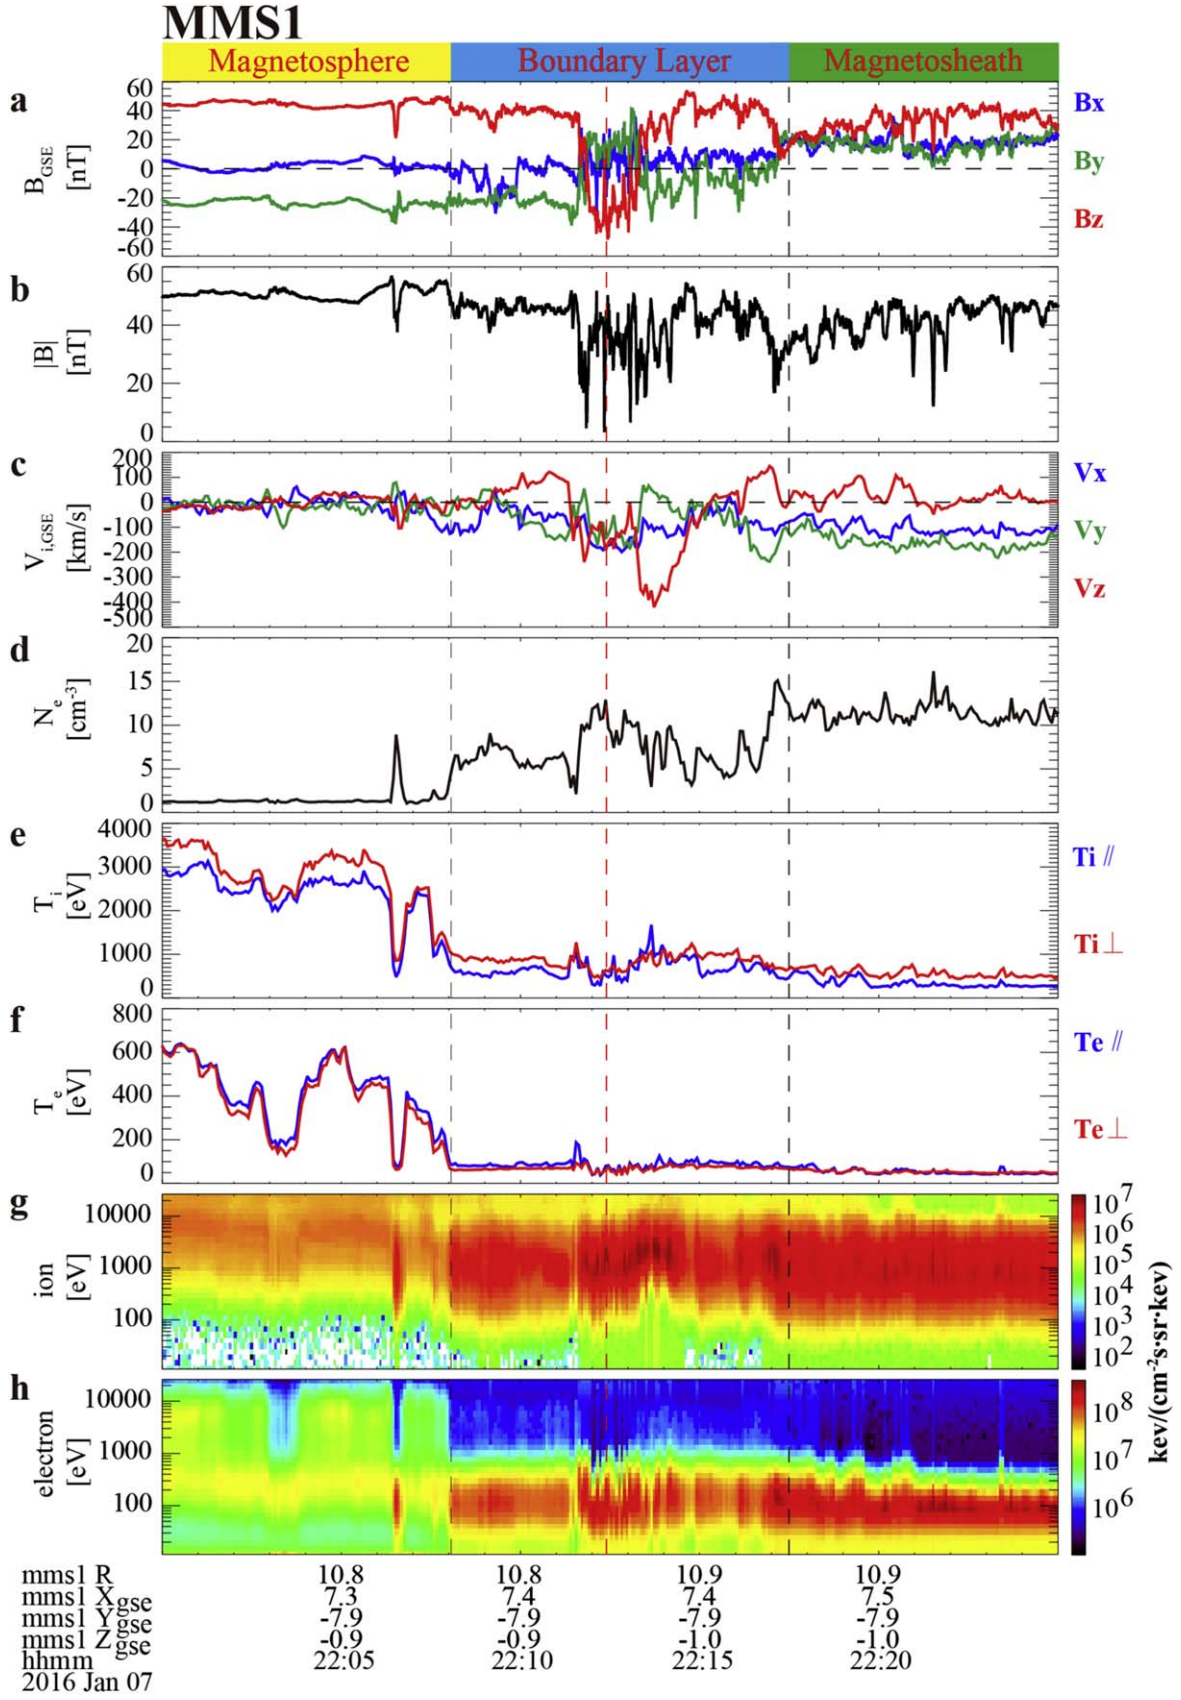 MMS1
Magnetosphere Boundary Layer Magnetosheath
a
B GSE [nT]
60
40
20
0
-20
-40
-60
Bx
By
Bz
b
|B| [nT]
60
40
20
0
c
V i,GSE [km/s]
200
100
0
-100
-200
-300
-400
-500
Vx
Vy
Vz
d
N e [cm-3]
20
15
10
5
0
e
T i [eV]
4000
3000
2000
1000
0
Ti //
Ti ⊥
f
T e [eV]
800
600
400
200
0
Te //
Te ⊥
g
ion [eV]
10000
1000
100
10^7
10^6
10^5
10^4
10^3
10^2
h
electron [eV]
10000
1000
100
10^8
10^7
10^6
kev/(cm-2s·sr·kev)
mms1 R 10.8 10.8 10.9 10.9
mms1 Xgse 7.3 7.4 7.4 7.5
mms1 Ygse -7.9 -7.9 -7.9 -7.9
mms1 Zgse -0.9 -0.9 -1.0 -1.0
hhmm 22:05 22:10 22:15 22:20
2016 Jan 07